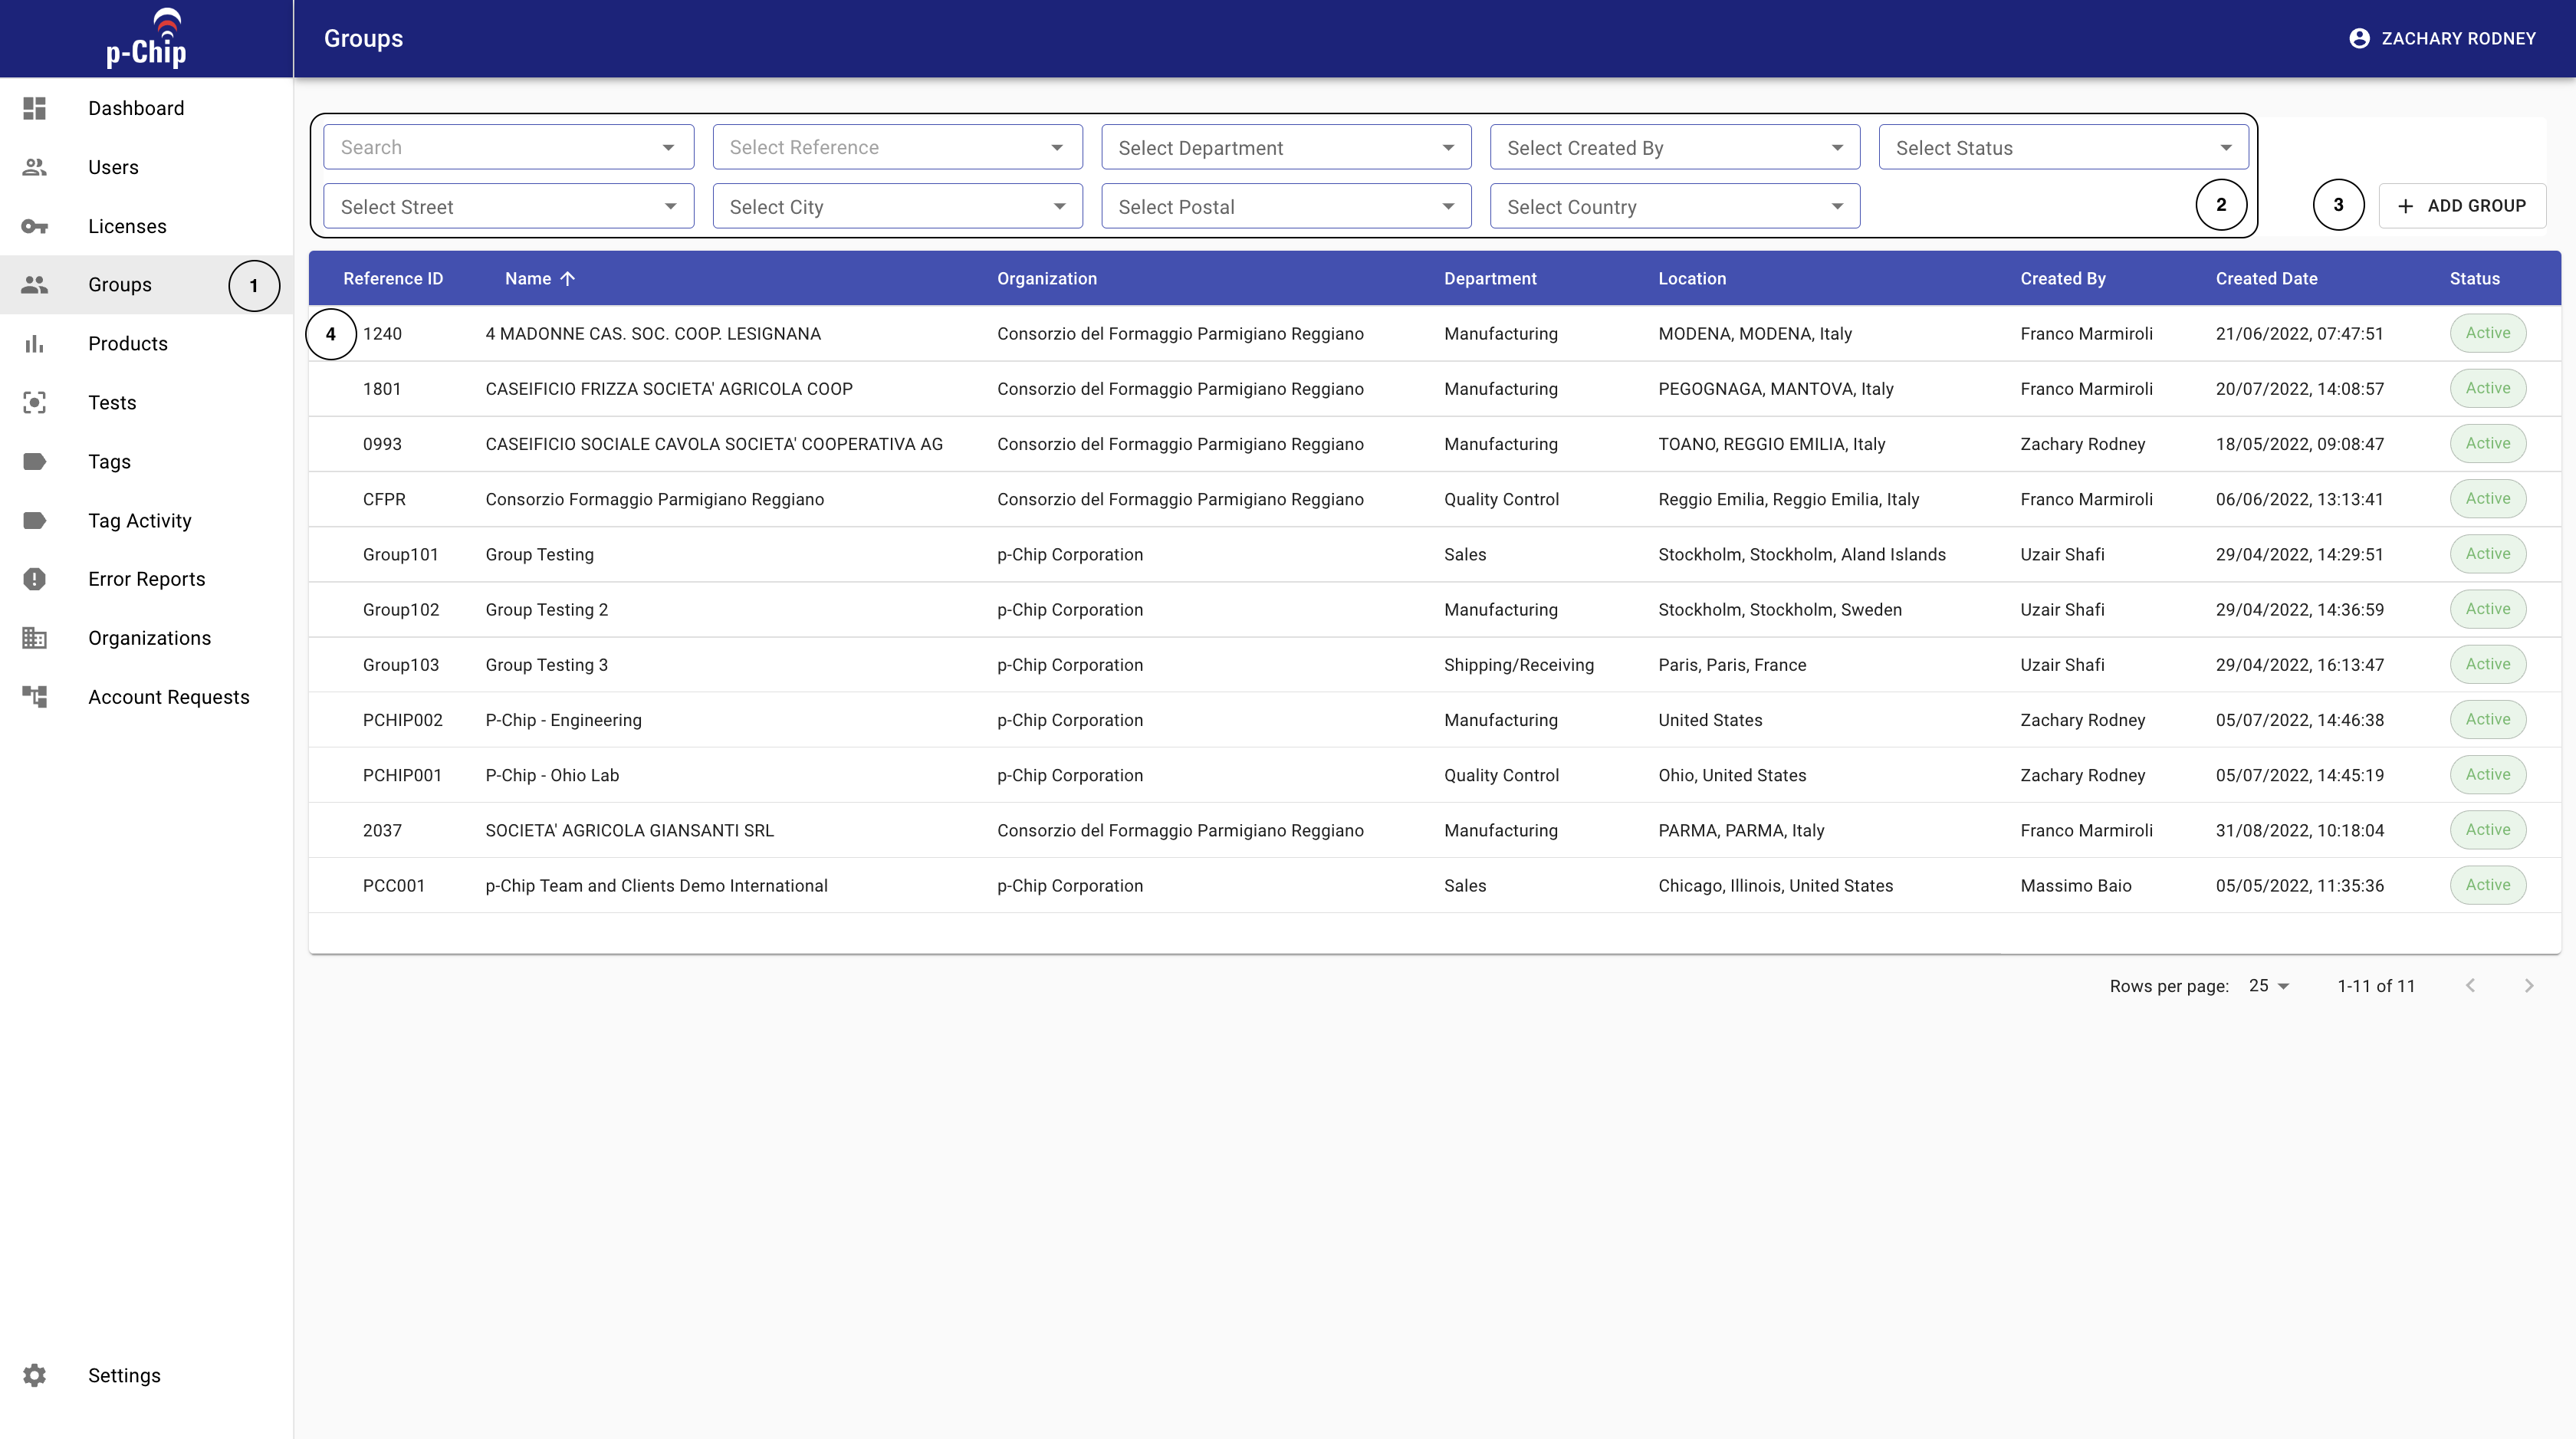 p-Chip
Groups
ZACHARY RODNEY
Dashboard
Users
Licenses
Groups 1
Products
Tests
Tags
Tag Activity
Error Reports
Organizations
Account Requests
Settings
Search Select Reference Select Department Select Created By Select Status
Select Street Select City Select Postal Select Country 2 3 + ADD GROUP
Reference ID Name ↑ Organization Department Location Created By Created Date Status
4 1240 4 MADONNE CAS. SOC. COOP. LESIGNANA Consorzio del Formaggio Parmigiano Reggiano Manufacturing MODENA, MODENA, Italy Franco Marmiroli 21/06/2022, 07:47:51 Active
1801 CASEIFICIO FRIZZA SOCIETA' AGRICOLA COOP Consorzio del Formaggio Parmigiano Reggiano Manufacturing PEGOGNAGA, MANTOVA, Italy Franco Marmiroli 20/07/2022, 14:08:57 Active
0993 CASEIFICIO SOCIALE CAVOLA SOCIETA' COOPERATIVA AG Consorzio del Formaggio Parmigiano Reggiano Manufacturing TOANO, REGGIO EMILIA, Italy Zachary Rodney 18/05/2022, 09:08:47 Active
CFPR Consorzio Formaggio Parmigiano Reggiano Consorzio del Formaggio Parmigiano Reggiano Quality Control Reggio Emilia, Reggio Emilia, Italy Franco Marmiroli 06/06/2022, 13:13:41 Active
Group101 Group Testing p-Chip Corporation Sales Stockholm, Stockholm, Aland Islands Uzair Shafi 29/04/2022, 14:29:51 Active
Group102 Group Testing 2 p-Chip Corporation Manufacturing Stockholm, Stockholm, Sweden Uzair Shafi 29/04/2022, 14:36:59 Active
Group103 Group Testing 3 p-Chip Corporation Shipping/Receiving Paris, Paris, France Uzair Shafi 29/04/2022, 16:13:47 Active
PCHIP002 P-Chip - Engineering p-Chip Corporation Manufacturing United States Zachary Rodney 05/07/2022, 14:46:38 Active
PCHIP001 P-Chip - Ohio Lab p-Chip Corporation Quality Control Ohio, United States Zachary Rodney 05/07/2022, 14:45:19 Active
2037 SOCIETA' AGRICOLA GIANSANTI SRL Consorzio del Formaggio Parmigiano Reggiano Manufacturing PARMA, PARMA, Italy Franco Marmiroli 31/08/2022, 10:18:04 Active
PCC001 p-Chip Team and Clients Demo International p-Chip Corporation Sales Chicago, Illinois, United States Massimo Baio 05/05/2022, 11:35:36 Active
Rows per page: 25 1-11 of 11